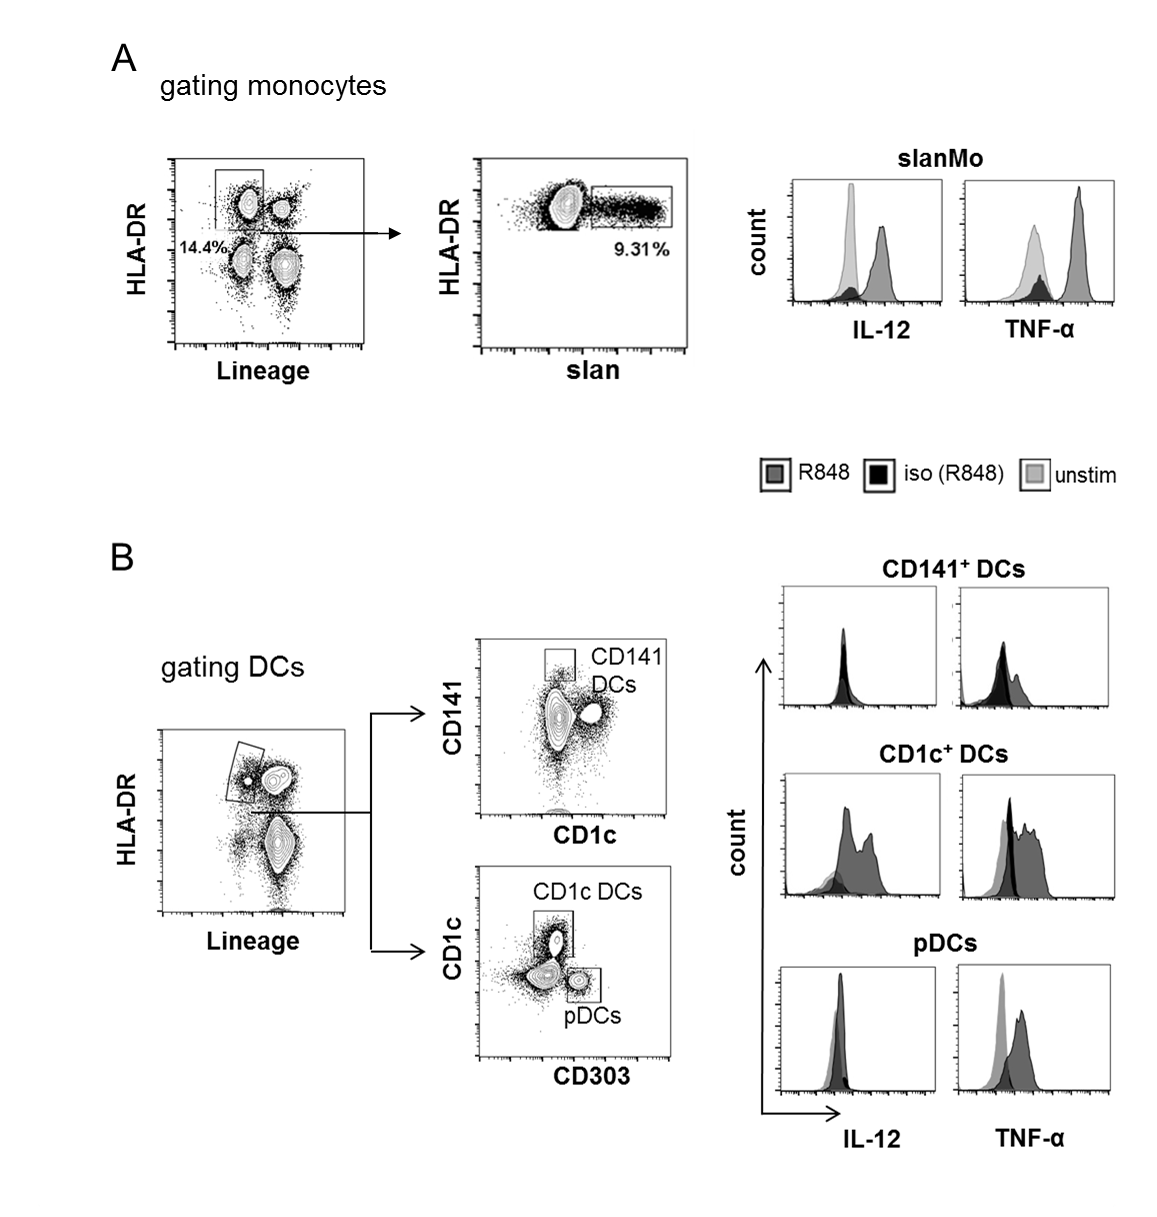 A
gating monocytes
HLA-DR
14.4%
Lineage
HLA-DR
9.31%
slan
slanMo
count
IL-12
TNF-α
R848
iso (R848)
unstim
B
gating DCs
HLA-DR
Lineage
CD141
CD141
DCs
CD1c
CD1c
CD1c DCs
pDCs
CD303
CD141⁺ DCs
CD1c⁺ DCs
pDCs
count
IL-12
TNF-α